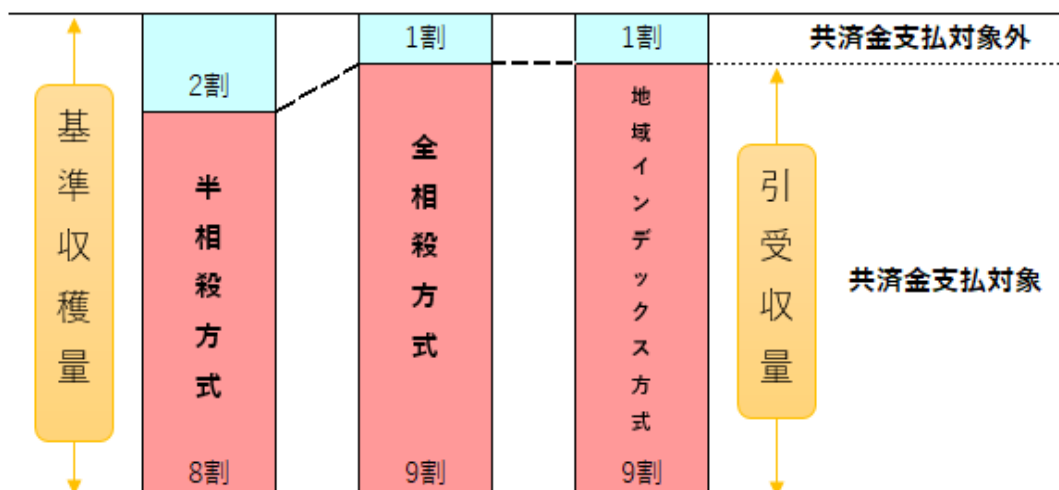 基準収穫量
2割
半相殺方式
8割
1割
全相殺方式
9割
1割
地域インデックス方式
9割
引受収量
共済金支払対象外
共済金支払対象